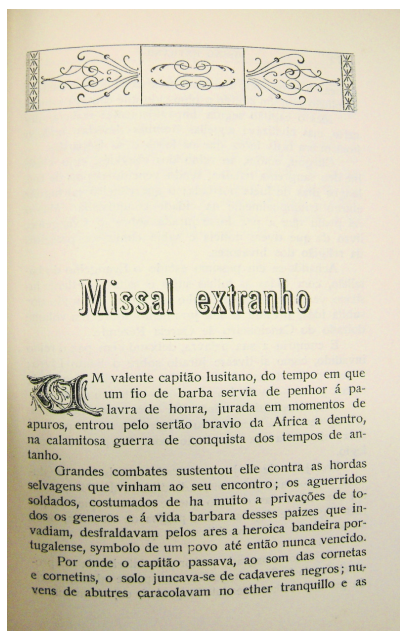 Missal extranho
UM valente capitão lusitano, do tempo em que
um fio de barba servia de penhor á pa-
lavra de honra, jurada em momentos de
apuros, entrou pelo sertão bravio da Africa a dentro,
na calamitosa guerra de conquista dos tempos de an-
tanho.
Grandes combates sustentou elle contra as hordas
selvagens que vinham ao seu encontro; os aguerridos
soldados, costumados de ha muito a privações de to-
dos os generos e á vida barbara desses paizes que in-
vadiam, desfraldavam pelos ares a heroica bandeira por-
tugalense, symbolo de um povo até então nunca vencido.
Por onde o capitão passava, ao som das cornetas
e cornetins, o solo juncava-se de cadaveres negros; nu-
vens de abutres caracolavam no ether tranquillo e as